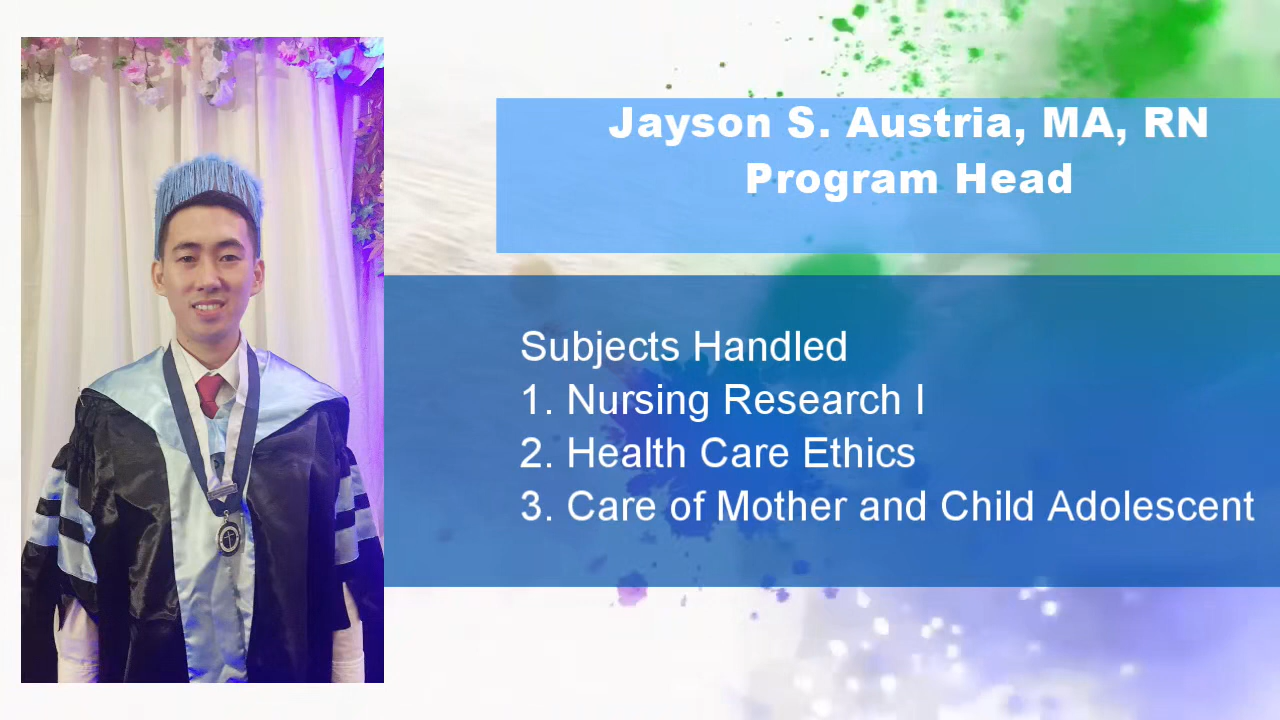 Jayson S. Austria, MA, RN
Program Head
Subjects Handled
1. Nursing Research I
2. Health Care Ethics
3. Care of Mother and Child Adolescent